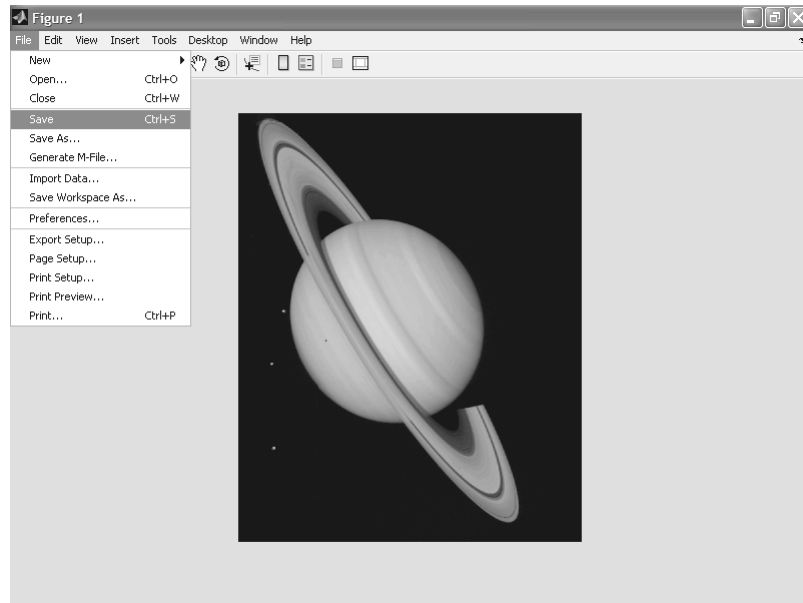 Figure 1
File Edit View Insert Tools Desktop Window Help
New
Open... Ctrl+O
Close Ctrl+W
Save Ctrl+S
Save As...
Generate M-File...
Import Data...
Save Workspace As...
Preferences...
Export Setup...
Page Setup...
Print Setup...
Print Preview...
Print... Ctrl+P